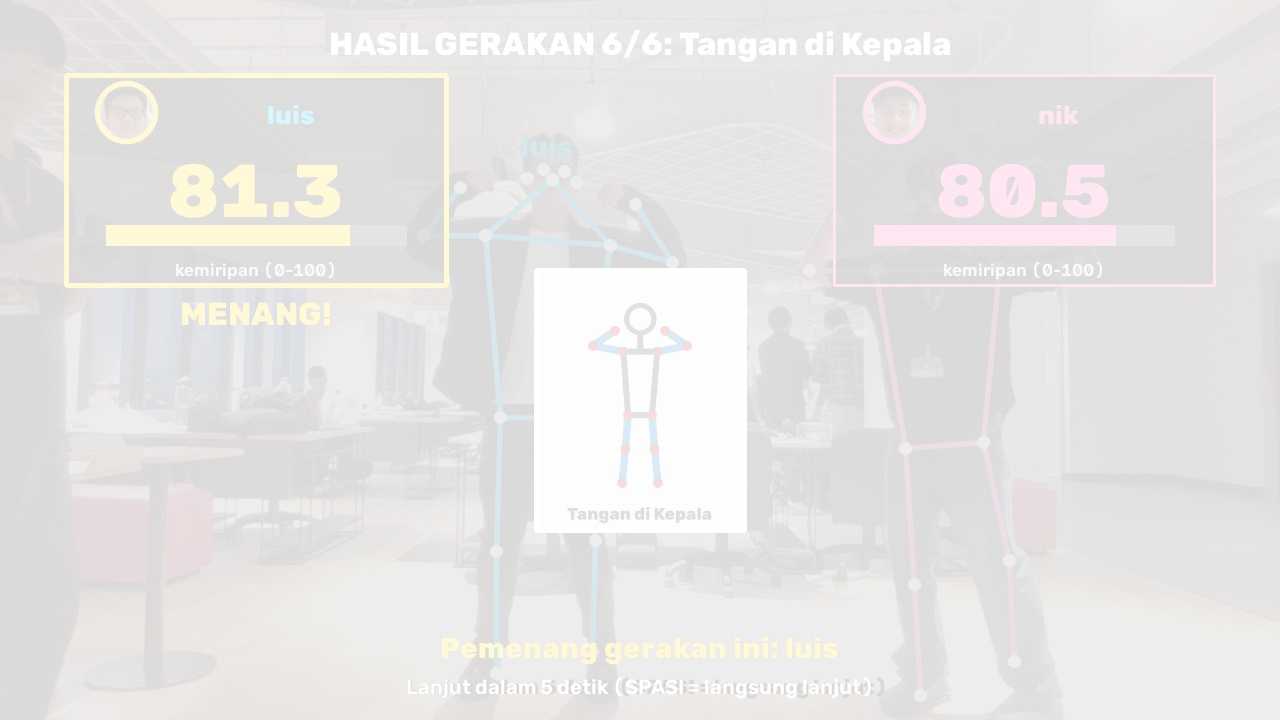 HASIL GERAKAN 6/6: Tangan di Kepala
luis
81.3
kemiripan (0-100)
MENANG!
luis
nik
80.5
kemiripan (0-100)
Tangan di Kepala
Pemenang gerakan ini: luis
Lanjut dalam 5 detik (SPASI = langsung lanjut)